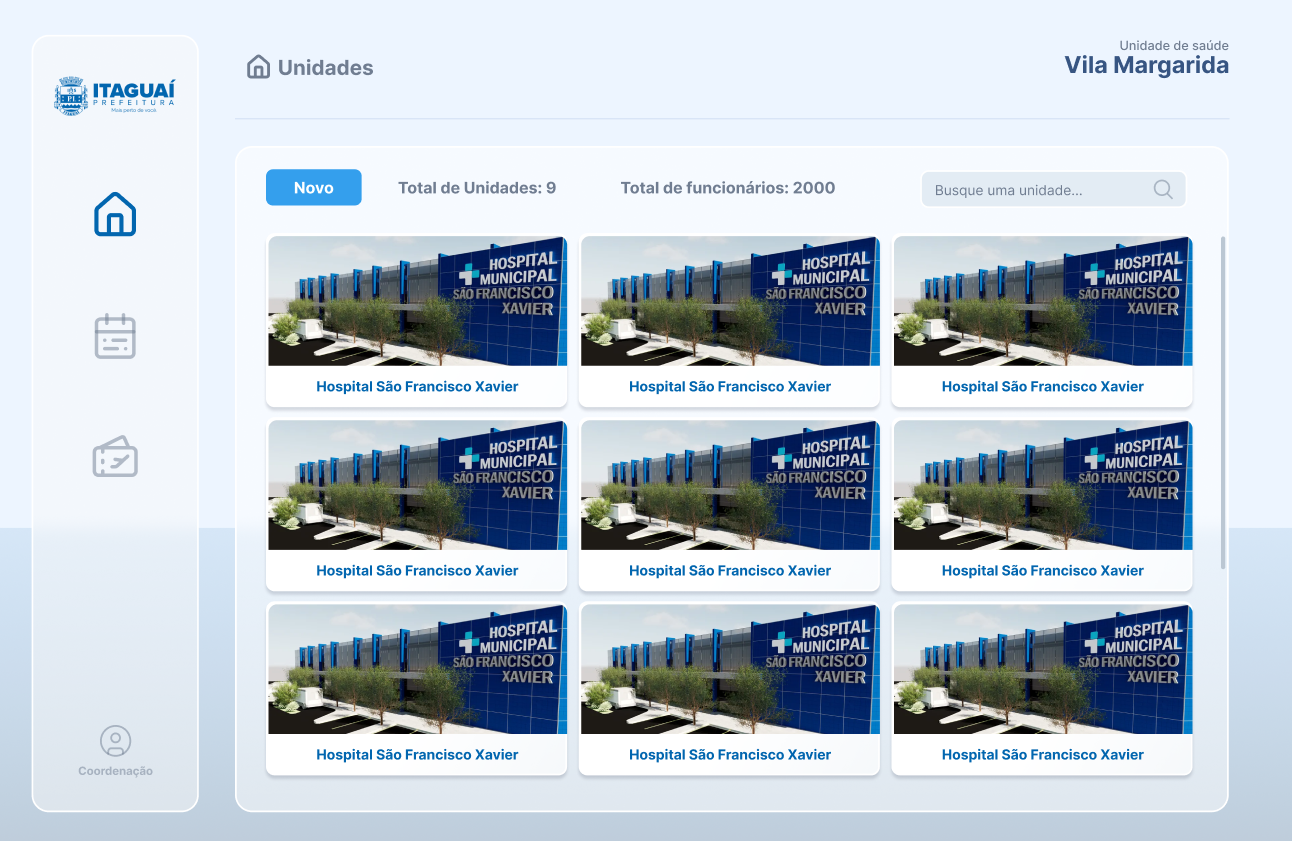 ITAGUAÍ
PREFEITURA
Mais perto de você
Unidades
Unidade de saúde
Vila Margarida
Novo
Total de Unidades: 9
Total de funcionários: 2000
Busque uma unidade...
HOSPITAL
MUNICIPAL
SÃO FRANCISCO
XAVIER
HOSPITAL
MUNICIPAL
SÃO FRANCISCO
XAVIER
HOSPITAL
MUNICIPAL
SÃO FRANCISCO
XAVIER
Hospital São Francisco Xavier
Hospital São Francisco Xavier
Hospital São Francisco Xavier
HOSPITAL
MUNICIPAL
SÃO FRANCISCO
XAVIER
HOSPITAL
MUNICIPAL
SÃO FRANCISCO
XAVIER
HOSPITAL
MUNICIPAL
SÃO FRANCISCO
XAVIER
Hospital São Francisco Xavier
Hospital São Francisco Xavier
Hospital São Francisco Xavier
HOSPITAL
MUNICIPAL
SÃO FRANCISCO
XAVIER
HOSPITAL
MUNICIPAL
SÃO FRANCISCO
XAVIER
HOSPITAL
MUNICIPAL
SÃO FRANCISCO
XAVIER
Hospital São Francisco Xavier
Hospital São Francisco Xavier
Hospital São Francisco Xavier
Coordenação